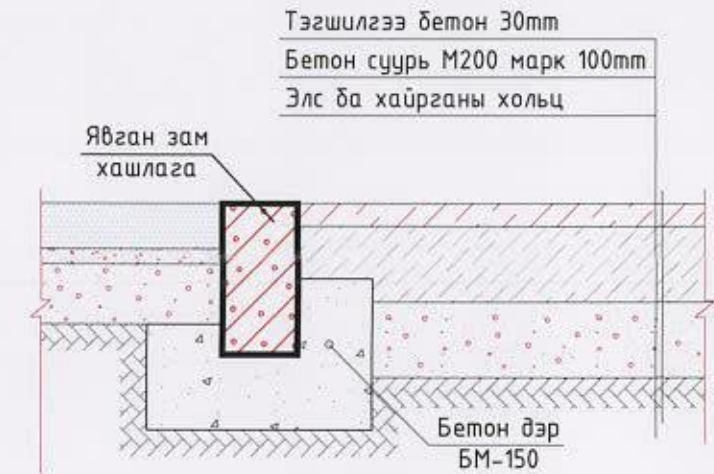 Тэгшилгээ бетон 30mm
Бетон суурь М200 марк 100mm
Элс ба хайрганы хольц
Явган зам
хашлага
Бетон дэр
БМ-150